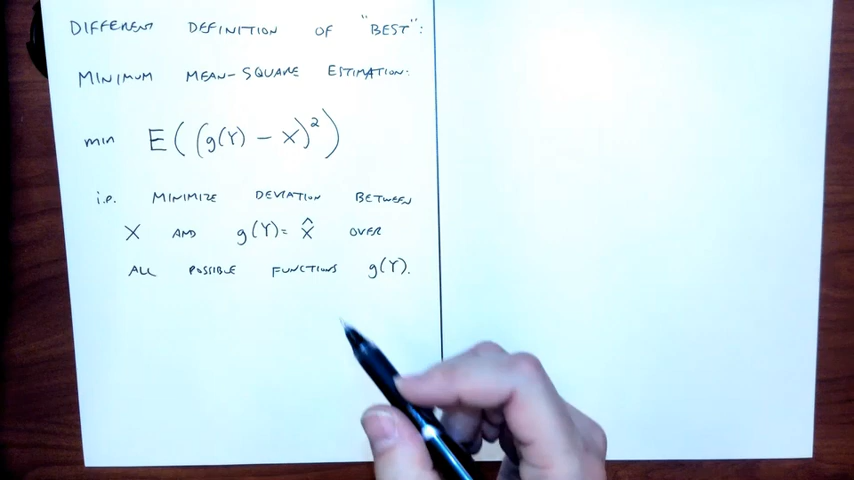 DIFFERENT DEFINITION OF "BEST":
MINIMUM MEAN-SQUARE ESTIMATION:
min E((g(Y) - X)²)
i.e. MINIMIZE DEVIATION BETWEEN
X AND g(Y) = X̂ OVER
ALL POSSIBLE FUNCTIONS g(Y).